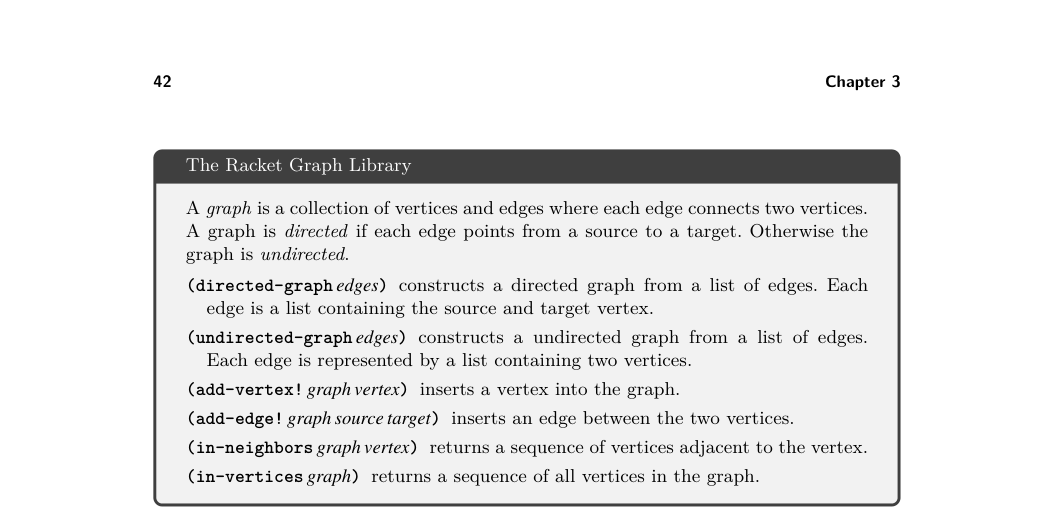 42
Chapter 3
The Racket Graph Library
A graph is a collection of vertices and edges where each edge connects two vertices.
A graph is directed if each edge points from a source to a target. Otherwise the
graph is undirected.
(directed-graph edges) constructs a directed graph from a list of edges. Each
edge is a list containing the source and target vertex.
(undirected-graph edges) constructs a undirected graph from a list of edges.
Each edge is represented by a list containing two vertices.
(add-vertex! graph vertex) inserts a vertex into the graph.
(add-edge! graph source target) inserts an edge between the two vertices.
(in-neighbors graph vertex) returns a sequence of vertices adjacent to the vertex.
(in-vertices graph) returns a sequence of all vertices in the graph.